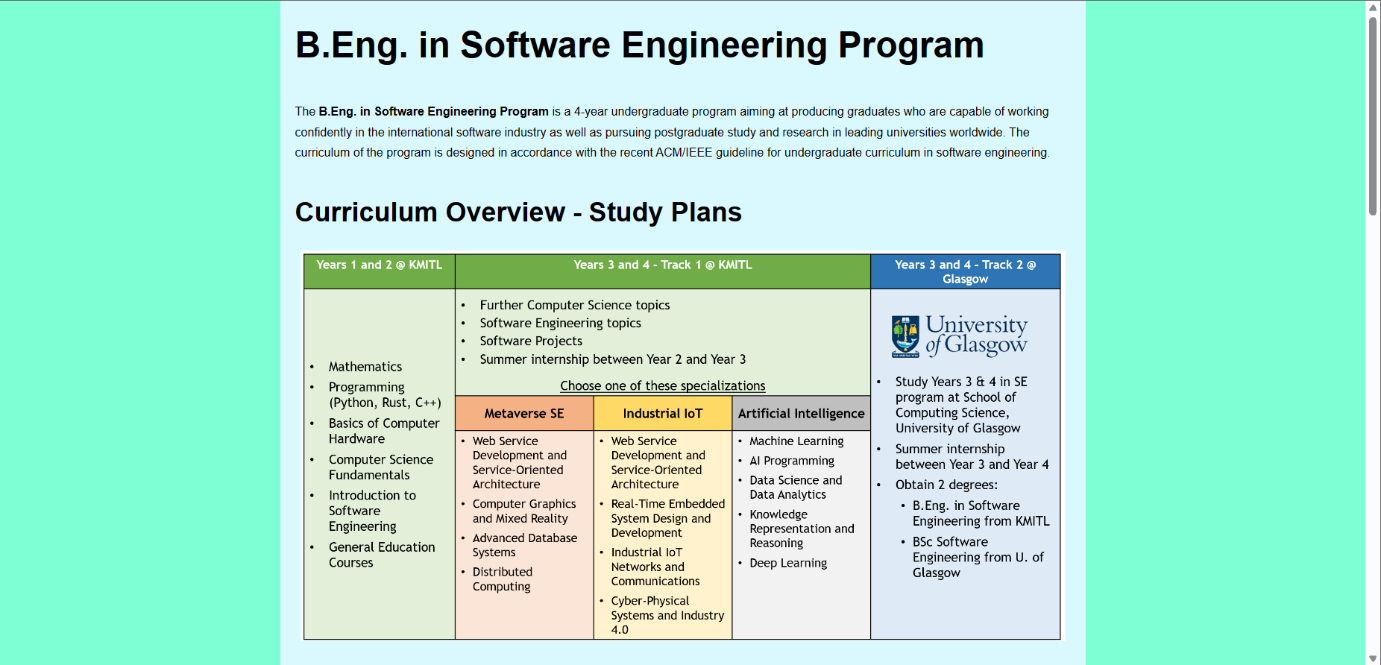 B.Eng. in Software Engineering Program
The B.Eng. in Software Engineering Program is a 4-year undergraduate program aiming at producing graduates who are capable of working
confidently in the international software industry as well as pursuing postgraduate study and research in leading universities worldwide. The
curriculum of the program is designed in accordance with the recent ACM/IEEE guideline for undergraduate curriculum in software engineering.
Curriculum Overview - Study Plans
Years 1 and 2 @ KMITL
• Mathematics
• Programming
(Python, Rust, C++)
• Basics of Computer
Hardware
• Computer Science
Fundamentals
• Introduction to
Software
Engineering
• General Education
Courses
Years 3 and 4 - Track 1 @ KMITL
• Further Computer Science topics
• Software Engineering topics
• Software Projects
• Summer internship between Year 2 and Year 3
Choose one of these specializations
Metaverse SE
• Web Service
Development and
Service-Oriented
Architecture
• Computer Graphics
and Mixed Reality
• Advanced Database
Systems
• Distributed
Computing
Industrial IoT
• Web Service
Development and
Service-Oriented
Architecture
• Real-Time Embedded
System Design and
Development
• Industrial IoT
Networks and
Communications
• Cyber-Physical
Systems and Industry
4.0
Artificial Intelligence
• Machine Learning
• AI Programming
• Data Science and
Data Analytics
• Knowledge
Representation and
Reasoning
• Deep Learning
Years 3 and 4 - Track 2 @
Glasgow
University
of Glasgow
• Study Years 3 & 4 in SE
program at School of
Computing Science,
University of Glasgow
• Summer internship
between Year 3 and Year 4
• Obtain 2 degrees:
• B.Eng. in Software
Engineering from KMITL
• BSc Software
Engineering from U. of
Glasgow